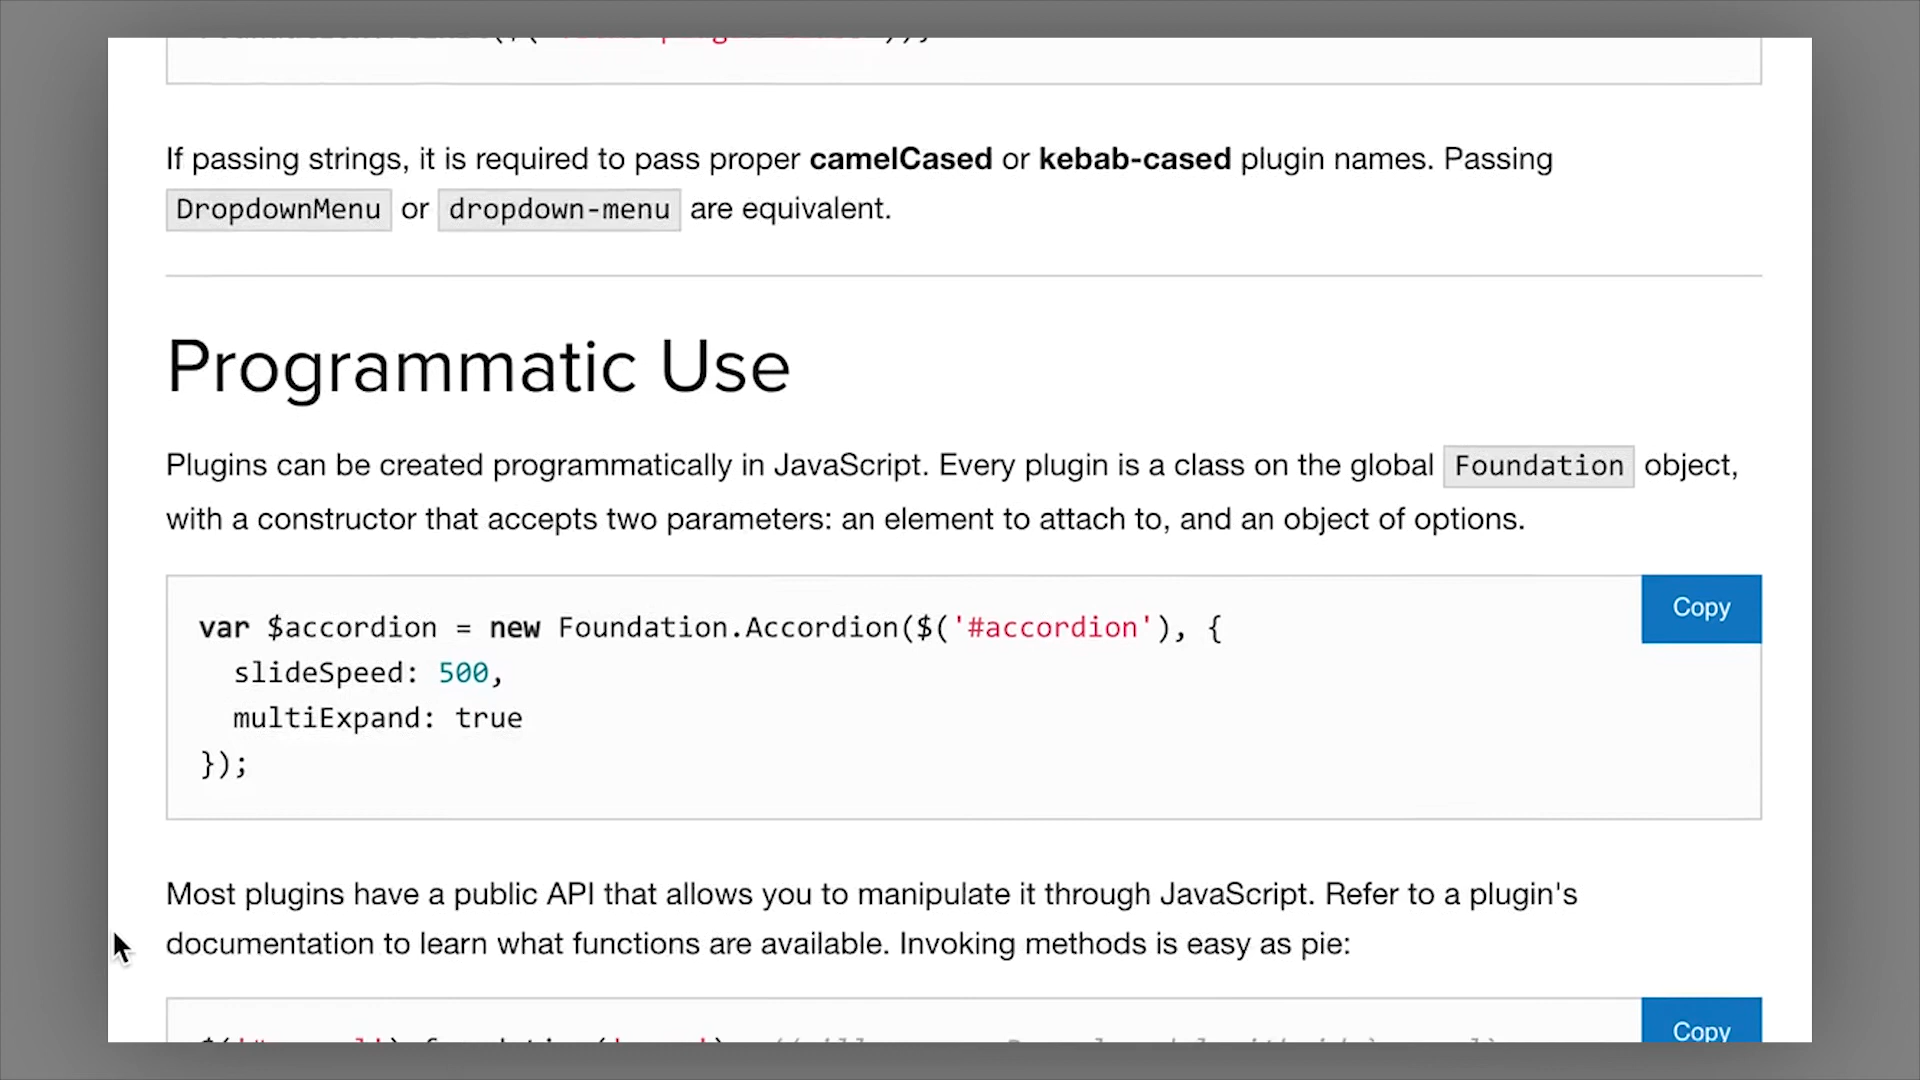 If passing strings, it is required to pass proper camelCased or kebab-cased plugin names. Passing
DropdownMenu or dropdown-menu are equivalent.
Programmatic Use
Plugins can be created programmatically in JavaScript. Every plugin is a class on the global Foundation object,
with a constructor that accepts two parameters: an element to attach to, and an object of options.
Copy
var $accordion = new Foundation.Accordion($('#accordion'), {
  slideSpeed: 500,
  multiExpand: true
});
Most plugins have a public API that allows you to manipulate it through JavaScript. Refer to a plugin's
documentation to learn what functions are available. Invoking methods is easy as pie:
Copy